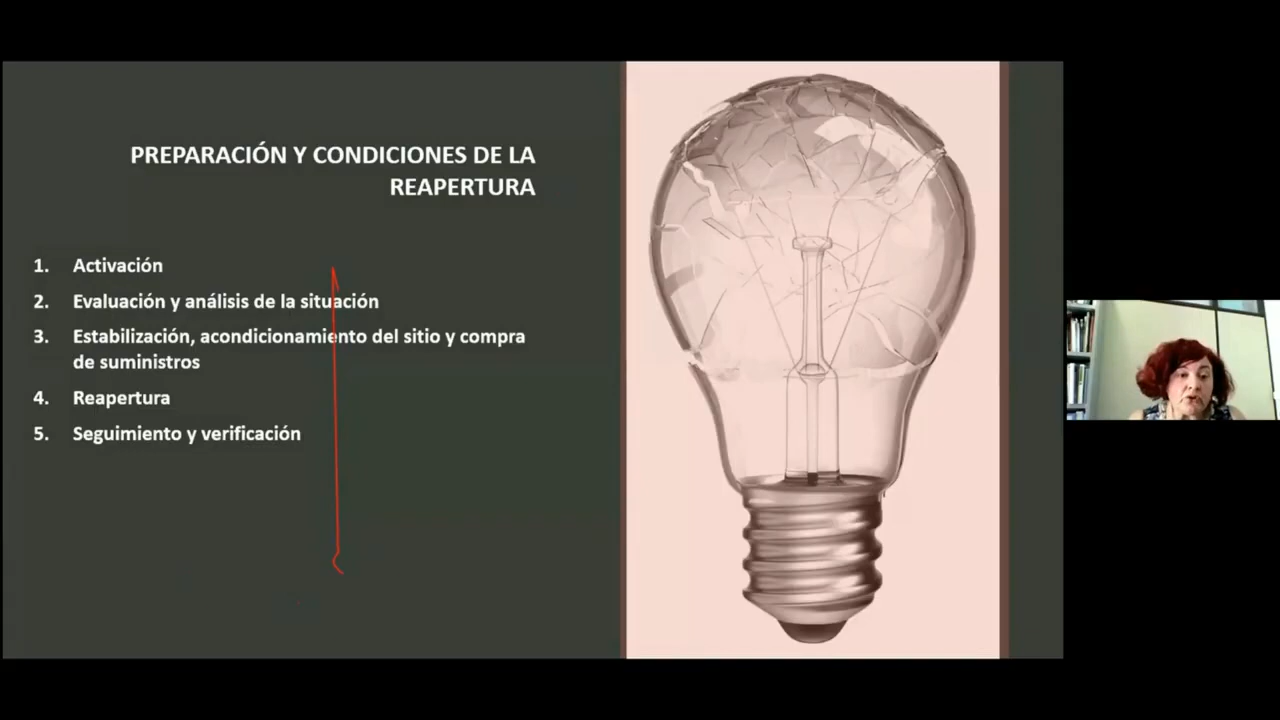 PREPARACIÓN Y CONDICIONES DE LA
REAPERTURA
1. Activación
2. Evaluación y análisis de la situación
3. Estabilización, acondicionamiento del sitio y compra
de suministros
4. Reapertura
5. Seguimiento y verificación